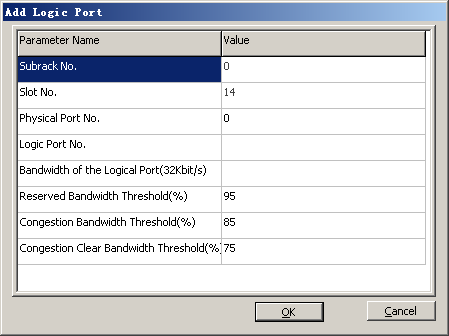 Add Logic Port
Parameter Name Value
Subrack No. 0
Slot No. 14
Physical Port No. 0
Logic Port No.
Bandwidth of the Logical Port(32Kbit/s)
Reserved Bandwidth Threshold(%) 95
Congestion Bandwidth Threshold(%) 85
Congestion Clear Bandwidth Threshold(% 75
OK Cancel